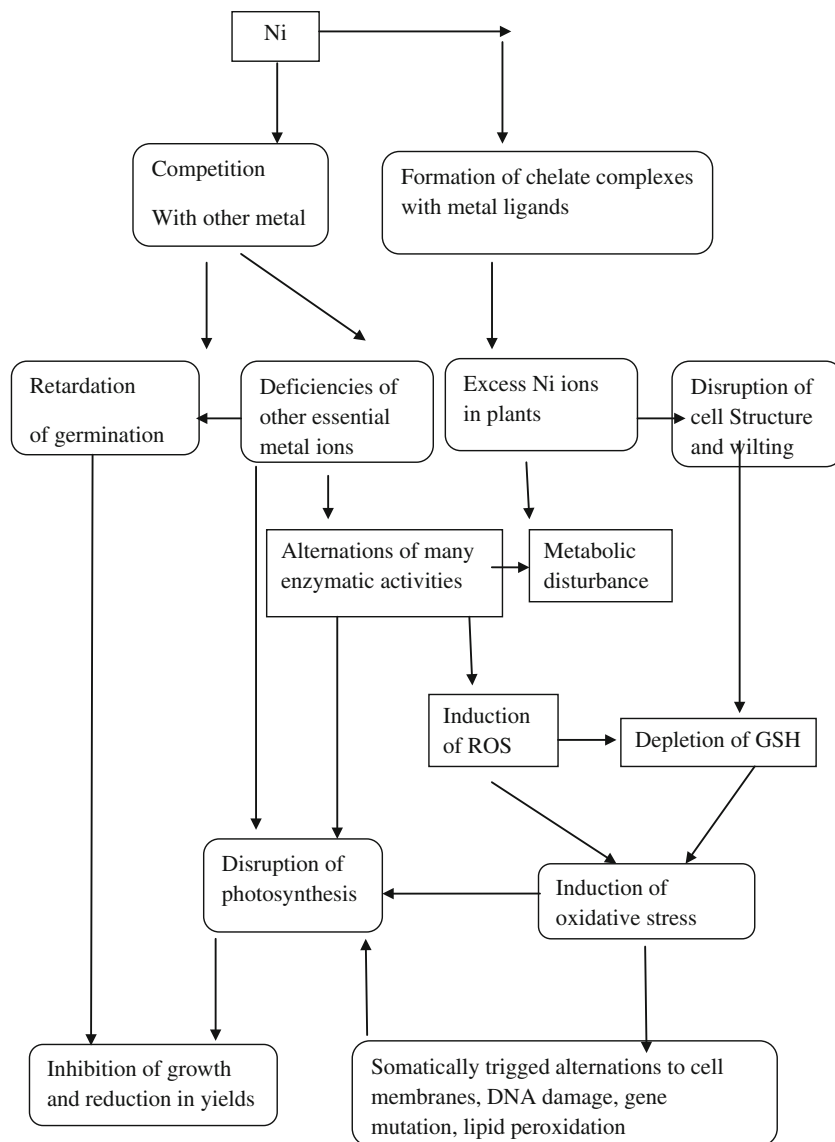 Ni
Competition
With other metal
Formation of chelate complexes
with metal ligands
Retardation
of germination
Deficiencies of
other essential
metal ions
Excess Ni ions
in plants
Disruption of
cell Structure
and wilting
Alternations of many
enzymatic activities
Metabolic
disturbance
Induction
of ROS
Depletion of GSH
Disruption of
photosynthesis
Induction of
oxidative stress
Inhibition of growth
and reduction in yields
Somatically trigged alternations to cell
membranes, DNA damage, gene
mutation, lipid peroxidation